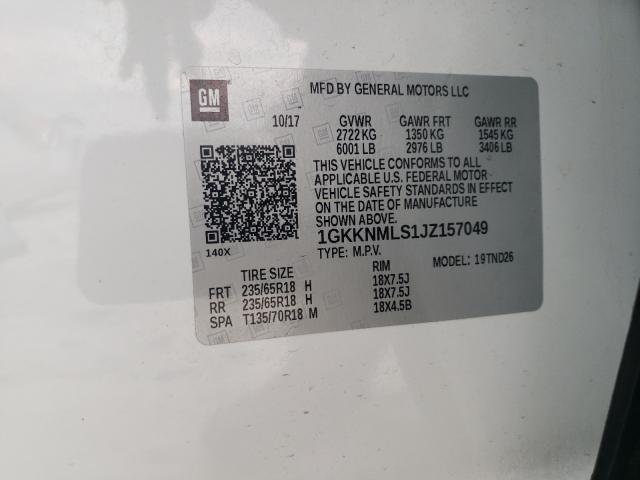 GM
MFD BY GENERAL MOTORS LLC
10/17 GVWR GAWR FRT GAWR RR
2722 KG 1350 KG 1545 KG
6001 LB 2976 LB 3406 LB
THIS VEHICLE CONFORMS TO ALL
APPLICABLE U.S. FEDERAL MOTOR
VEHICLE SAFETY STANDARDS IN EFFECT
ON THE DATE OF MANUFACTURE
SHOWN ABOVE.
1GKKNMLS1JZ157049
140X TYPE: M.P.V. MODEL: 19TND26
TIRE SIZE RIM
FRT 235/65R18 H 18X7.5J
RR 235/65R18 H 18X7.5J
SPA T135/70R18 M 18X4.5B